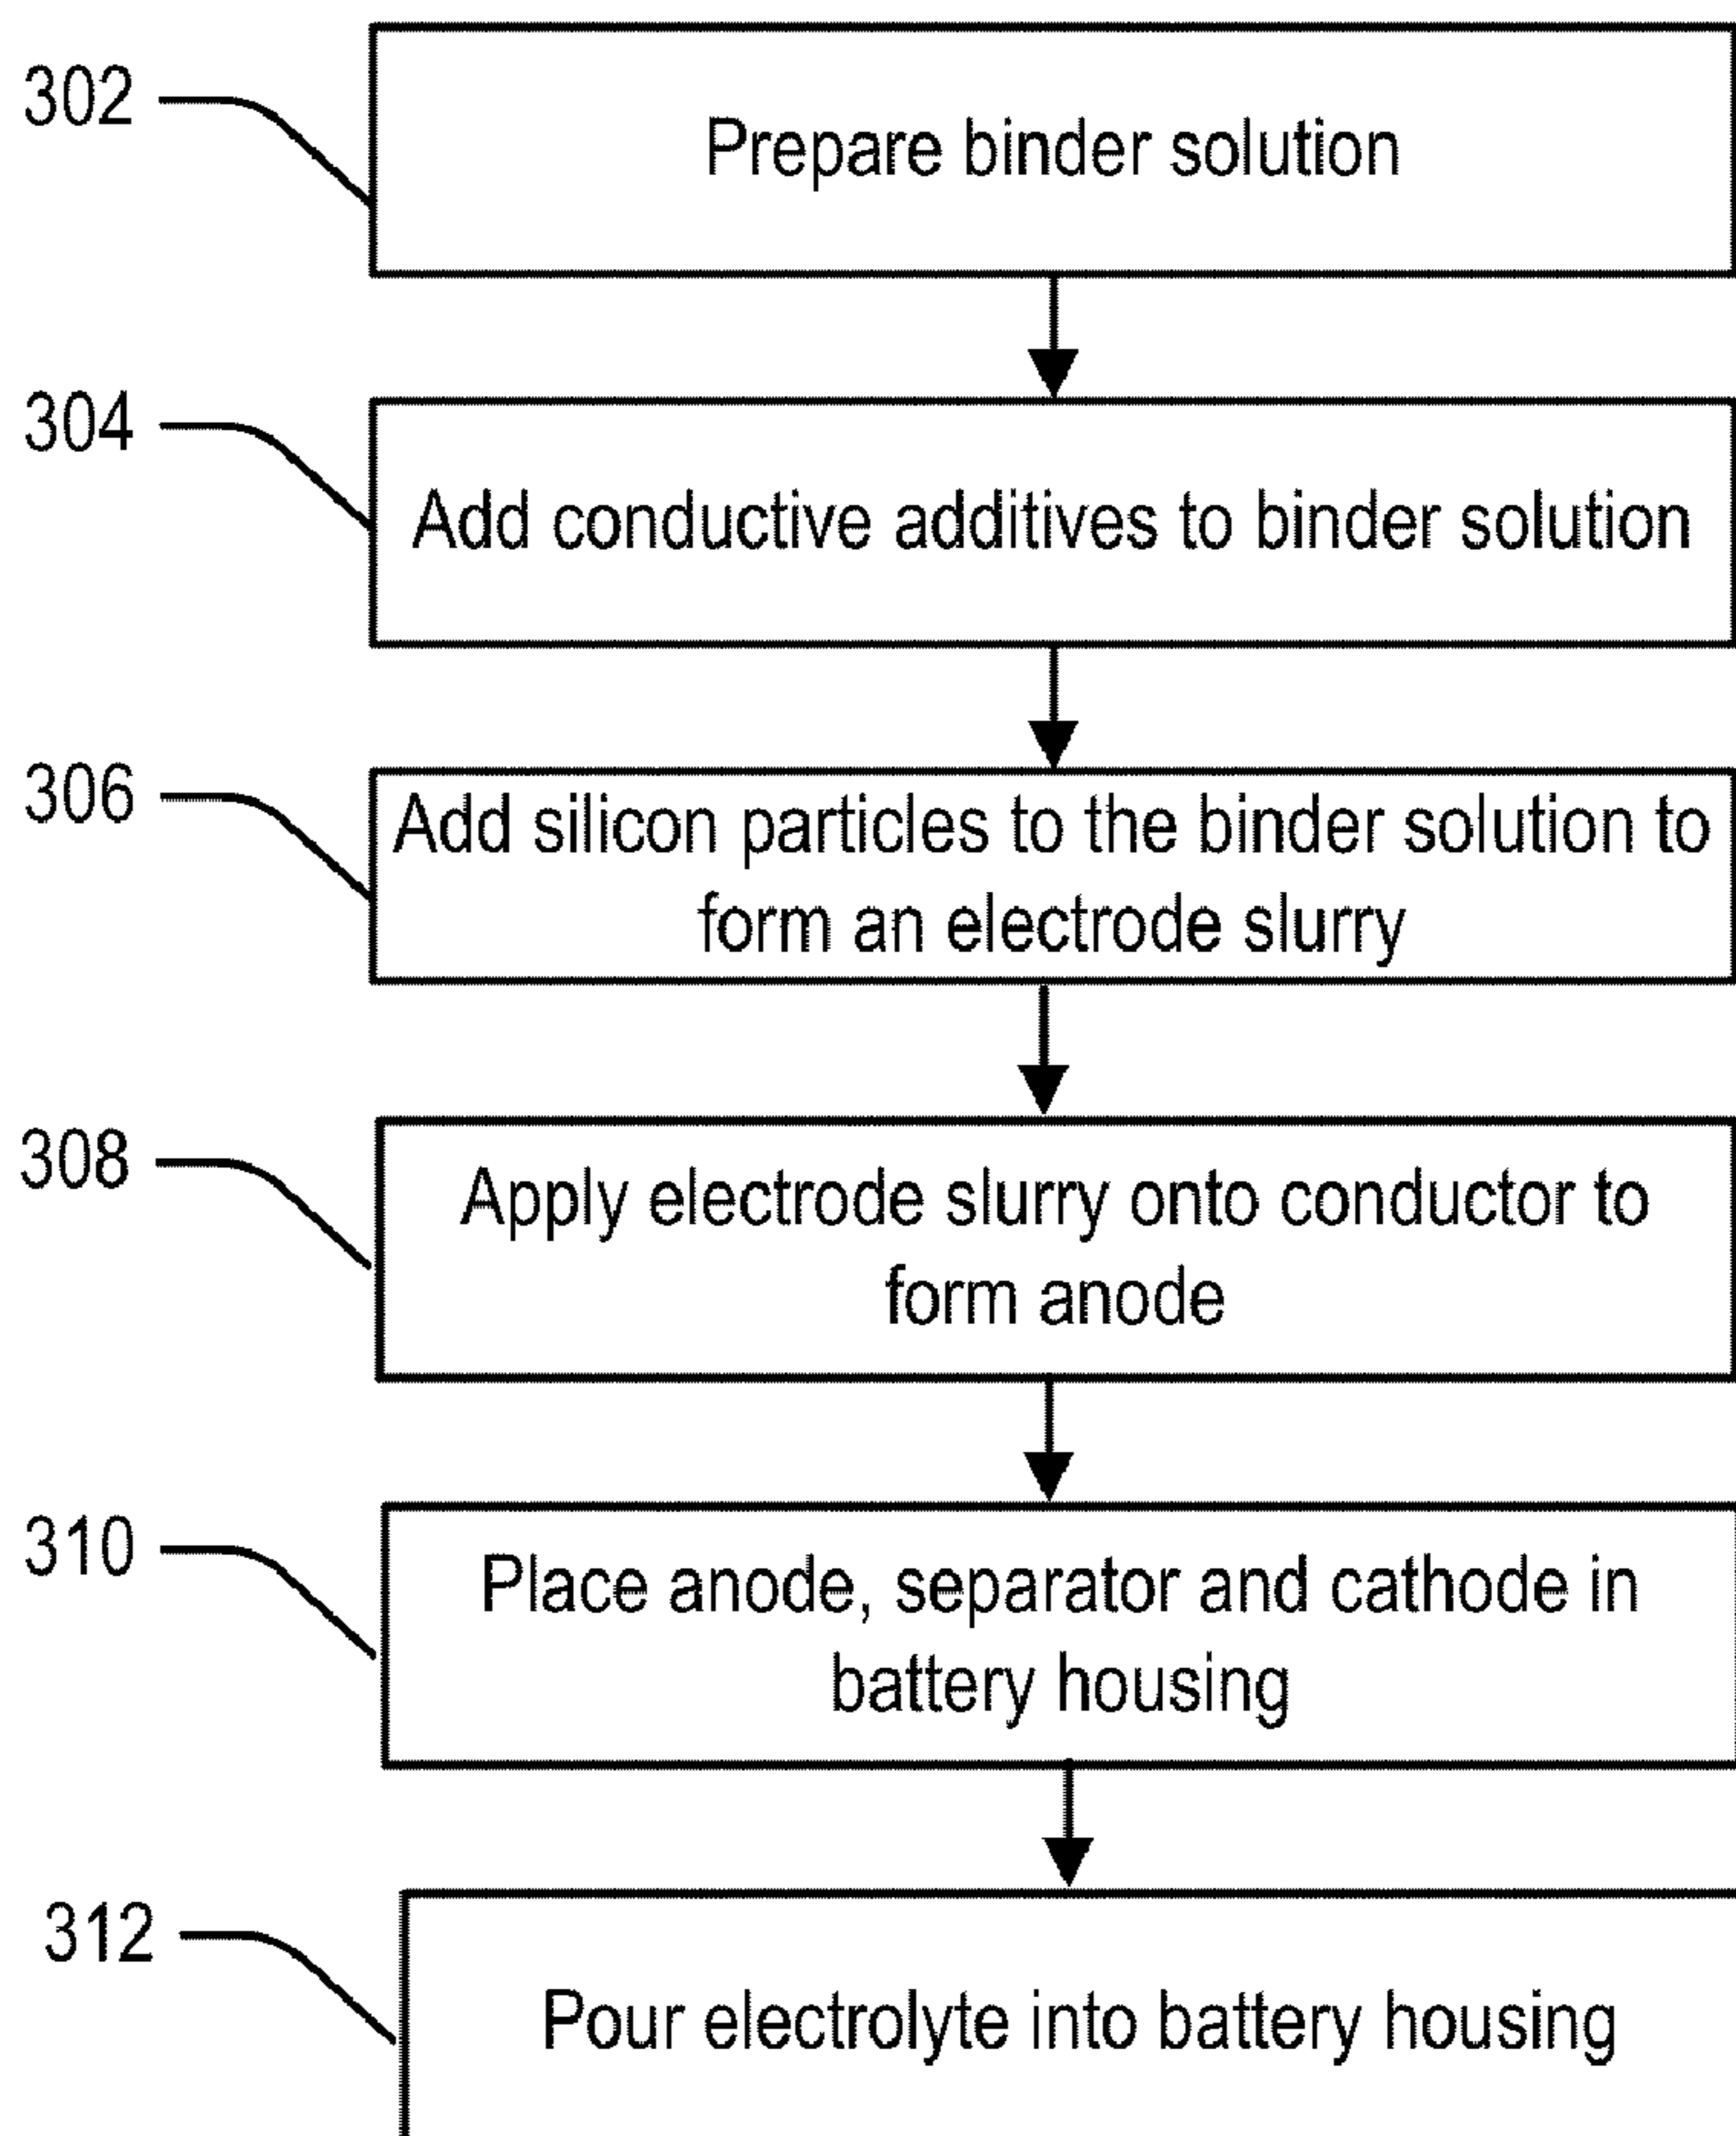 302
Prepare binder solution
304
Add conductive additives to binder solution
306
Add silicon particles to the binder solution to
form an electrode slurry
308
Apply electrode slurry onto conductor to
form anode
310
Place anode, separator and cathode in
battery housing
312
Pour electrolyte into battery housing